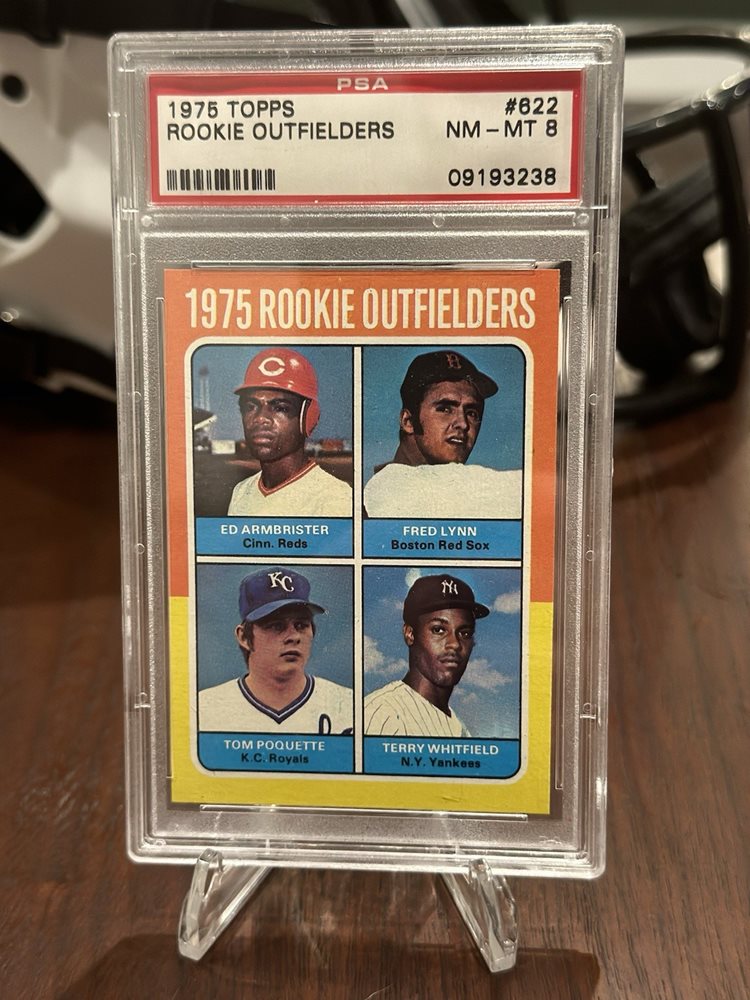 PSA
1975 TOPPS #622
ROOKIE OUTFIELDERS NM - MT 8
09193238
1975 ROOKIE OUTFIELDERS
C
B
ED ARMBRISTER
Cinn. Reds
FRED LYNN
Boston Red Sox
KC
NY
TOM POQUETTE
K.C. Royals
TERRY WHITFIELD
N.Y. Yankees